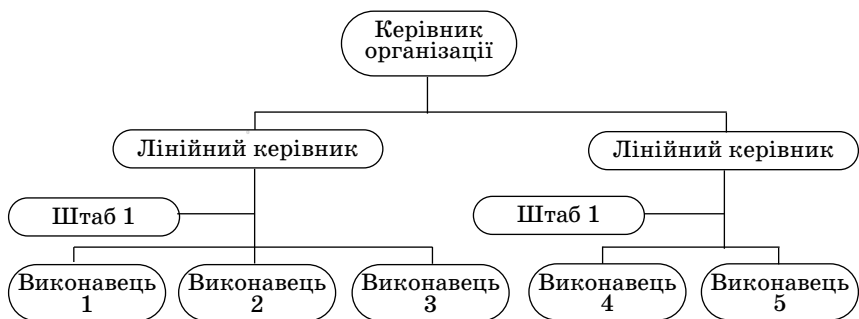 Керівник
організації
Лінійний керівник
Лінійний керівник
Штаб 1
Штаб 1
Виконавець
1
Виконавець
2
Виконавець
3
Виконавець
4
Виконавець
5